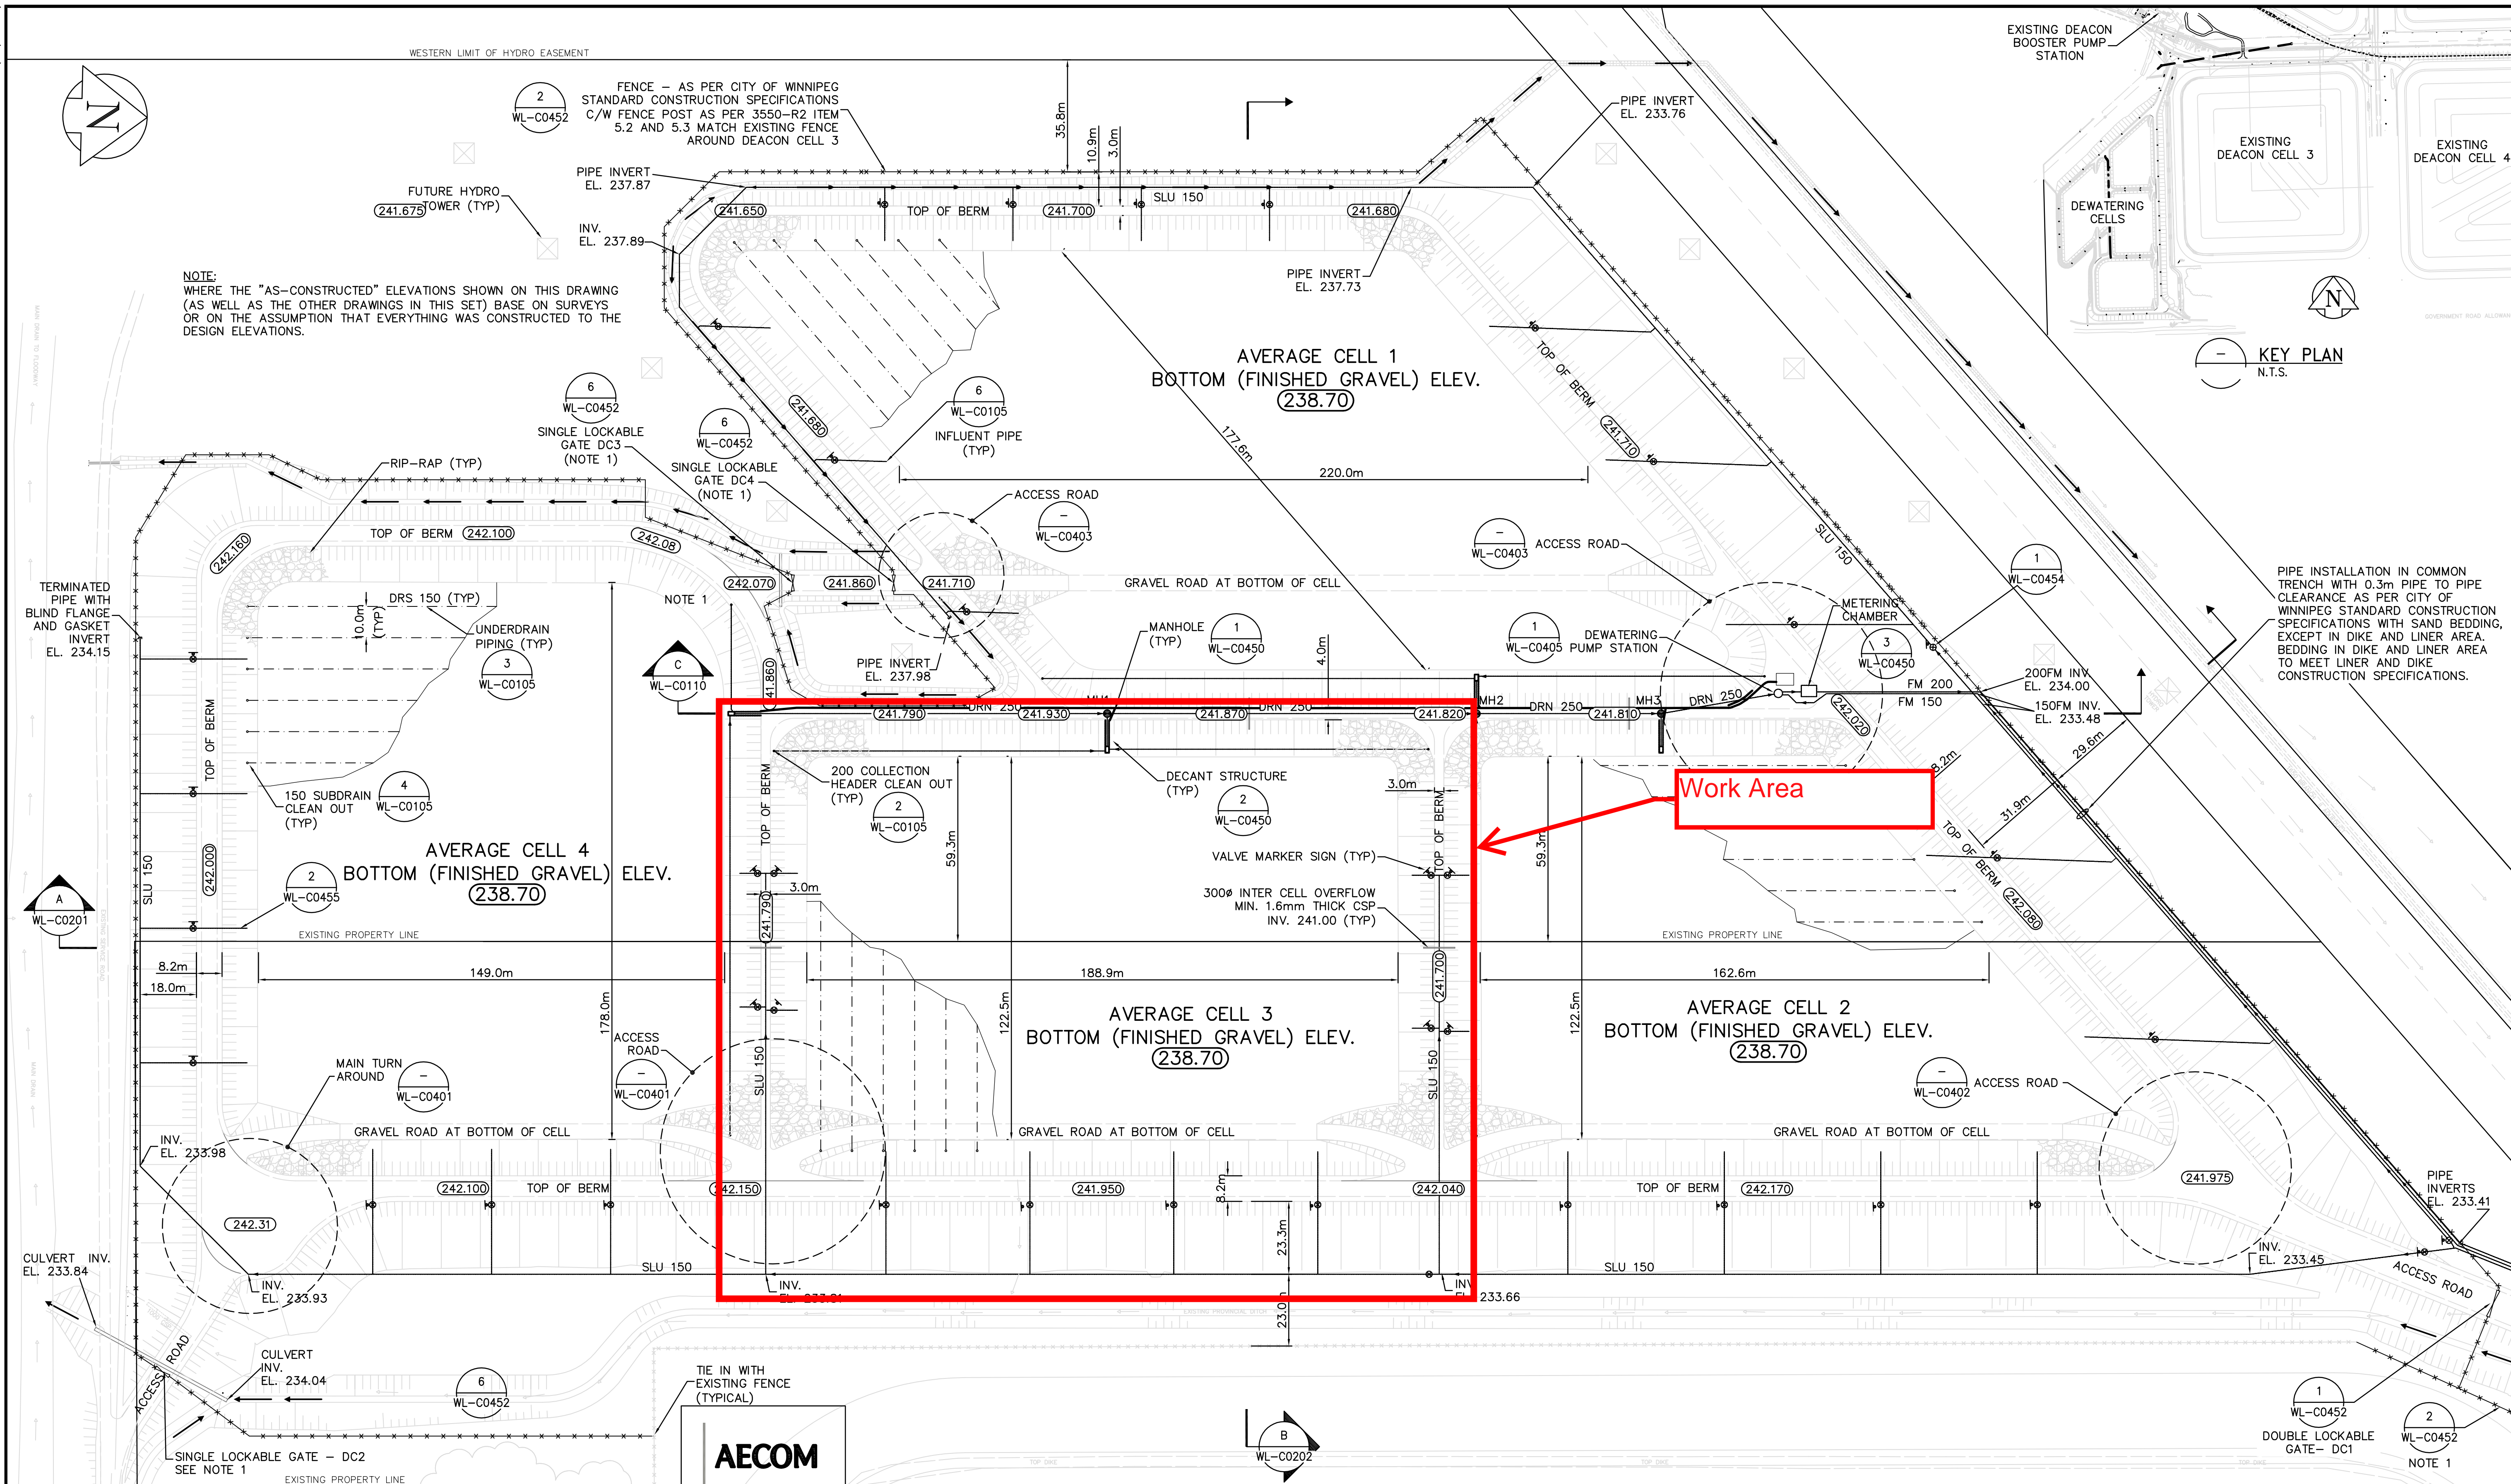 WESTERN LIMIT OF HYDRO EASEMENT
N
2
WL-C0452
FENCE – AS PER CITY OF WINNIPEG
STANDARD CONSTRUCTION SPECIFICATIONS
C/W FENCE POST AS PER 3550-R2 ITEM
5.2 AND 5.3 MATCH EXISTING FENCE
AROUND DEACON CELL 3
35.8m
10.9m
3.0m
PIPE INVERT
EL. 233.76
EXISTING DEACON
BOOSTER PUMP
STATION
EXISTING
DEACON CELL 3
EXISTING
DEACON CELL 4
DEWATERING
CELLS
N
GOVERNMENT ROAD ALLOWAN
–
KEY PLAN
N.T.S.
PIPE INVERT
EL. 237.87
FUTURE HYDRO
TOWER (TYP)
241.675
INV.
EL. 237.89
241.650
TOP OF BERM
241.700
SLU 150
241.680
PIPE INVERT
EL. 237.73
NOTE:
WHERE THE "AS-CONSTRUCTED" ELEVATIONS SHOWN ON THIS DRAWING
(AS WELL AS THE OTHER DRAWINGS IN THIS SET) BASE ON SURVEYS
OR ON THE ASSUMPTION THAT EVERYTHING WAS CONSTRUCTED TO THE
DESIGN ELEVATIONS.
MAIN DRAIN TO FLOODWAY
AVERAGE CELL 1
BOTTOM (FINISHED GRAVEL) ELEV.
238.70
TOP OF BERM
241.710
241.680
6
WL-C0452
SINGLE LOCKABLE
GATE DC3
(NOTE 1)
6
WL-C0452
SINGLE LOCKABLE
GATE DC4
(NOTE 1)
6
WL-C0105
INFLUENT PIPE
(TYP)
177.6m
220.0m
RIP-RAP (TYP)
ACCESS ROAD
–
WL-C0403
–
WL-C0403
ACCESS ROAD
SLU 150
1
WL-C0454
TOP OF BERM
242.100
242.160
242.08
242.070
241.860
241.710
GRAVEL ROAD AT BOTTOM OF CELL
PIPE INSTALLATION IN COMMON
TRENCH WITH 0.3m PIPE TO PIPE
CLEARANCE AS PER CITY OF
WINNIPEG STANDARD CONSTRUCTION
SPECIFICATIONS WITH SAND BEDDING,
EXCEPT IN DIKE AND LINER AREA.
BEDDING IN DIKE AND LINER AREA
TO MEET LINER AND DIKE
CONSTRUCTION SPECIFICATIONS.
TERMINATED
PIPE WITH
BLIND FLANGE
AND GASKET
INVERT
EL. 234.15
DRS 150 (TYP)
10.0m
(TYP)
UNDERDRAIN
PIPING (TYP)
3
WL-C0105
NOTE 1
C
WL-C0110
241.860
PIPE INVERT
EL. 237.98
MANHOLE
(TYP)
1
WL-C0450
4.0m
1
WL-C0405
DEWATERING
PUMP STATION
METERING
CHAMBER
3
WL-C0450
FM 200
FM 150
200FM INV.
EL. 234.00
150FM INV.
EL. 233.48
242.020
241.790
DRN 250
241.930
MH1
241.870
DRN 250
241.820
MH2
DRN 250
241.810
MH3
DRN 250
TOP OF BERM
TOP OF BERM
200 COLLECTION
HEADER CLEAN OUT
(TYP)
2
WL-C0105
DECANT STRUCTURE
(TYP)
2
WL-C0450
3.0m
TOP OF BERM
Work Area
8.2m
29.6m
31.9m
150 SUBDRAIN
CLEAN OUT
(TYP)
4
WL-C0105
59.3m
59.3m
TOP OF BERM
242.080
AVERAGE CELL 4
BOTTOM (FINISHED GRAVEL) ELEV.
238.70
242.000
SLU 150
2
WL-C0455
A
WL-C0201
3.0m
241.790
VALVE MARKER SIGN (TYP)
300ø INTER CELL OVERFLOW
MIN. 1.6mm THICK CSP
INV. 241.00 (TYP)
EXISTING PROPERTY LINE
EXISTING PROPERTY LINE
EXISTING SERVICE ROAD
8.2m
18.0m
149.0m
188.9m
241.700
162.6m
178.0m
122.5m
122.5m
AVERAGE CELL 3
BOTTOM (FINISHED GRAVEL) ELEV.
238.70
AVERAGE CELL 2
BOTTOM (FINISHED GRAVEL) ELEV.
238.70
ACCESS
ROAD
–
WL-C0401
SLU 150
SLU 150
MAIN DRAIN
MAIN TURN
AROUND
–
WL-C0401
–
WL-C0402
ACCESS ROAD
GRAVEL ROAD AT BOTTOM OF CELL
GRAVEL ROAD AT BOTTOM OF CELL
GRAVEL ROAD AT BOTTOM OF CELL
INV.
EL. 233.98
242.100
TOP OF BERM
242.150
241.950
8.2m
242.040
TOP OF BERM
242.170
241.975
PIPE
INVERTS
EL. 233.41
242.31
23.3m
CULVERT INV.
EL. 233.84
INV.
EL. 233.93
SLU 150
INV.
SLU 150
INV.
EL. 233.45
23.0m
EL. 233.66
ACCESS ROAD
EXISTING PROVINCIAL DITCH
ACCESS ROAD
CULVERT
INV.
EL. 234.04
6
WL-C0452
TIE IN WITH
EXISTING FENCE
(TYPICAL)
AECOM
B
WL-C0202
1
WL-C0452
DOUBLE LOCKABLE
GATE– DC1
2
WL-C0452
NOTE 1
SINGLE LOCKABLE GATE – DC2
SEE NOTE 1
EXISTING PROPERTY LINE
TOP DIKE
TOP DIKE
TOP DIKE